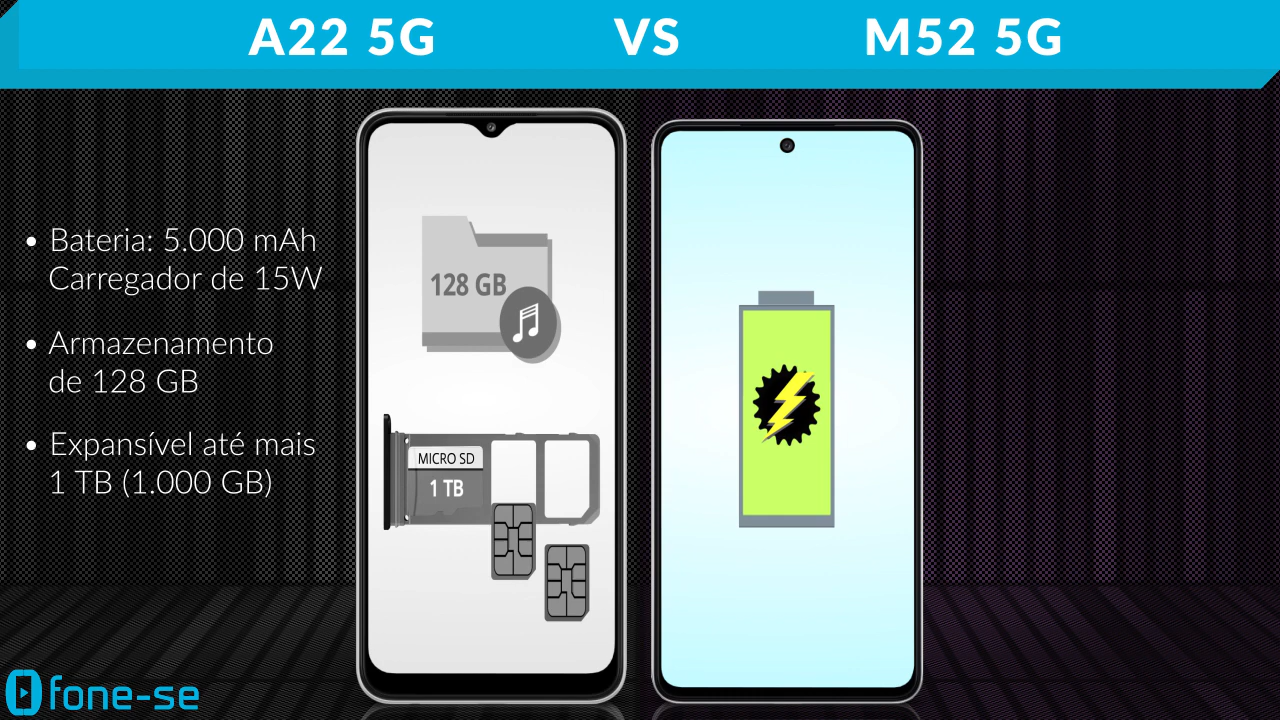 A22 5G VS M52 5G
• Bateria: 5.000 mAh
Carregador de 15W
• Armazenamento
de 128 GB
• Expansível até mais
1 TB (1.000 GB)
128 GB
MICRO SD
1 TB
fone-se